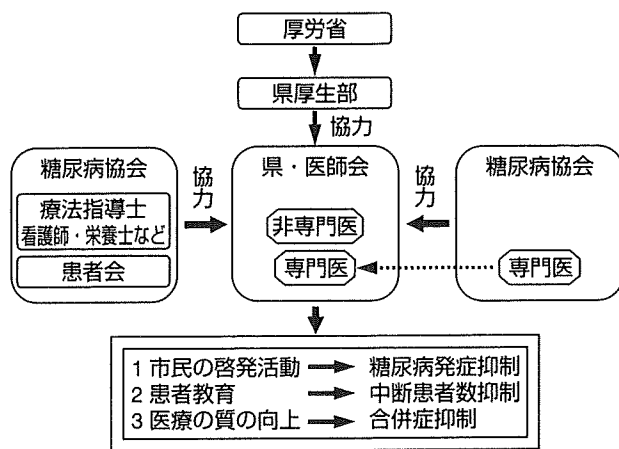 厚労省
県厚生部
協力
糖尿病協会
療法指導士
看護師・栄養士など
患者会
協力
県・医師会
非専門医
専門医
協力
糖尿病協会
専門医
1 市民の啓発活動 糖尿病発症抑制
2 患者教育 中断患者数抑制
3 医療の質の向上 合併症抑制